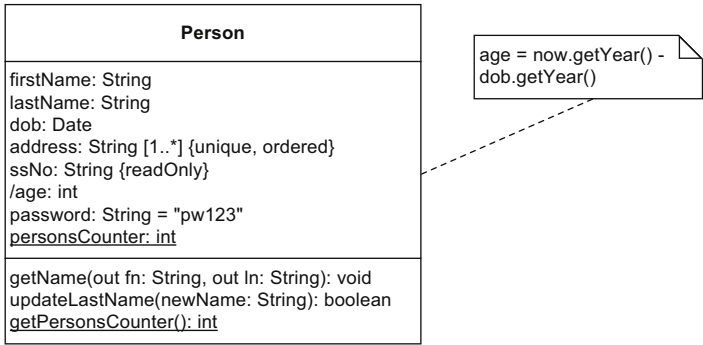 Person
firstName: String
lastName: String
dob: Date
address: String [1..*] {unique, ordered}
ssNo: String {readOnly}
/age: int
password: String = "pw123"
personsCounter: int
getName(out fn: String, out ln: String): void
updateLastName(newName: String): boolean
getPersonsCounter(): int
age = now.getYear() -
dob.getYear()